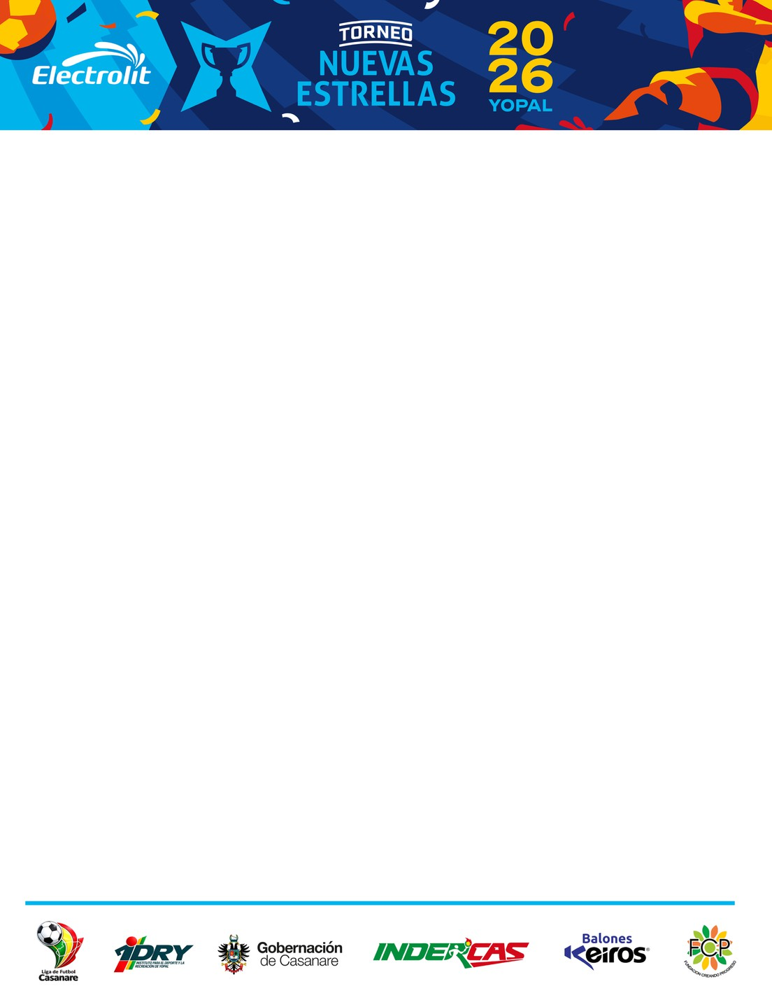 Electrolit
TORNEO
NUEVAS
ESTRELLAS
20
26
YOPAL
Liga de Futbol
Casanare
IDRY
INSTITUTO PARA EL DEPORTE Y LA
RECREACIÓN DE YOPAL
Gobernación
de Casanare
INDERCAS
Balones
Keiros®
FCP
FUNDACION CREANDO PROGRESO